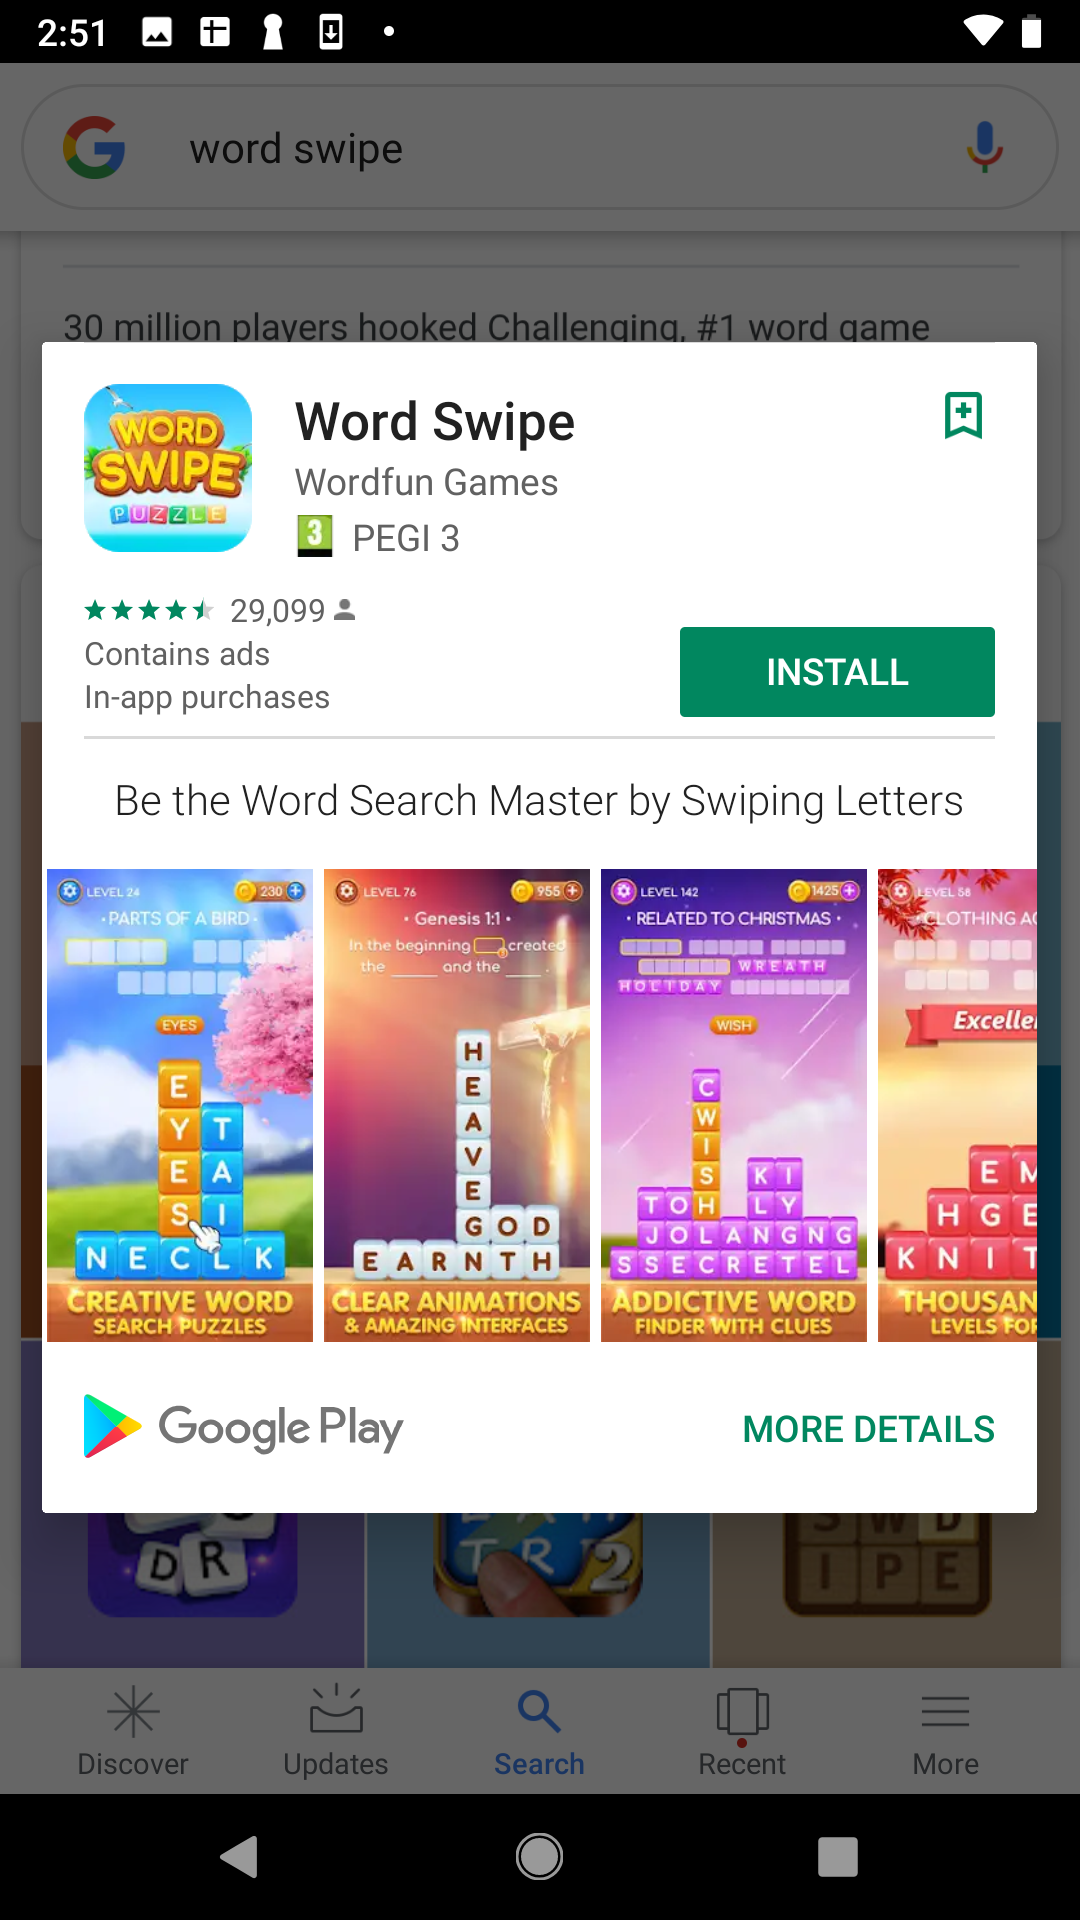 2:51
word swipe
30 million players hooked Challenging, #1 word game
WORD
SWIPE
PUZZLE
Word Swipe
Wordfun Games
3 PEGI 3
29,099
Contains ads
In-app purchases
INSTALL
Be the Word Search Master by Swiping Letters
LEVEL 24 230
• PARTS OF A BIRD •
EYES
E
Y T
E A
S I
N E C L K
CREATIVE WORD
SEARCH PUZZLES
LEVEL 76 955
• Genesis 1:1 •
In the beginning created
the ____ and the ____.
H
E
A
V
E
G O D
E A R N T H
CLEAR ANIMATIONS
& AMAZING INTERFACES
LEVEL 142 1425
• RELATED TO CHRISTMAS •
WREATH
HOLIDAY
WISH
C
W
I
S K I
T O H L Y
J O L A N G N G
S S E C R E T E L
ADDICTIVE WORD
FINDER WITH CLUES
LEVEL 58
CLOTHING
Excelle
E M
H G E
K N I T
THOUSAN
LEVELS FOR
Google Play
MORE DETAILS
D R
T R 2
S W D
I P E
Discover
Updates
Search
Recent
More